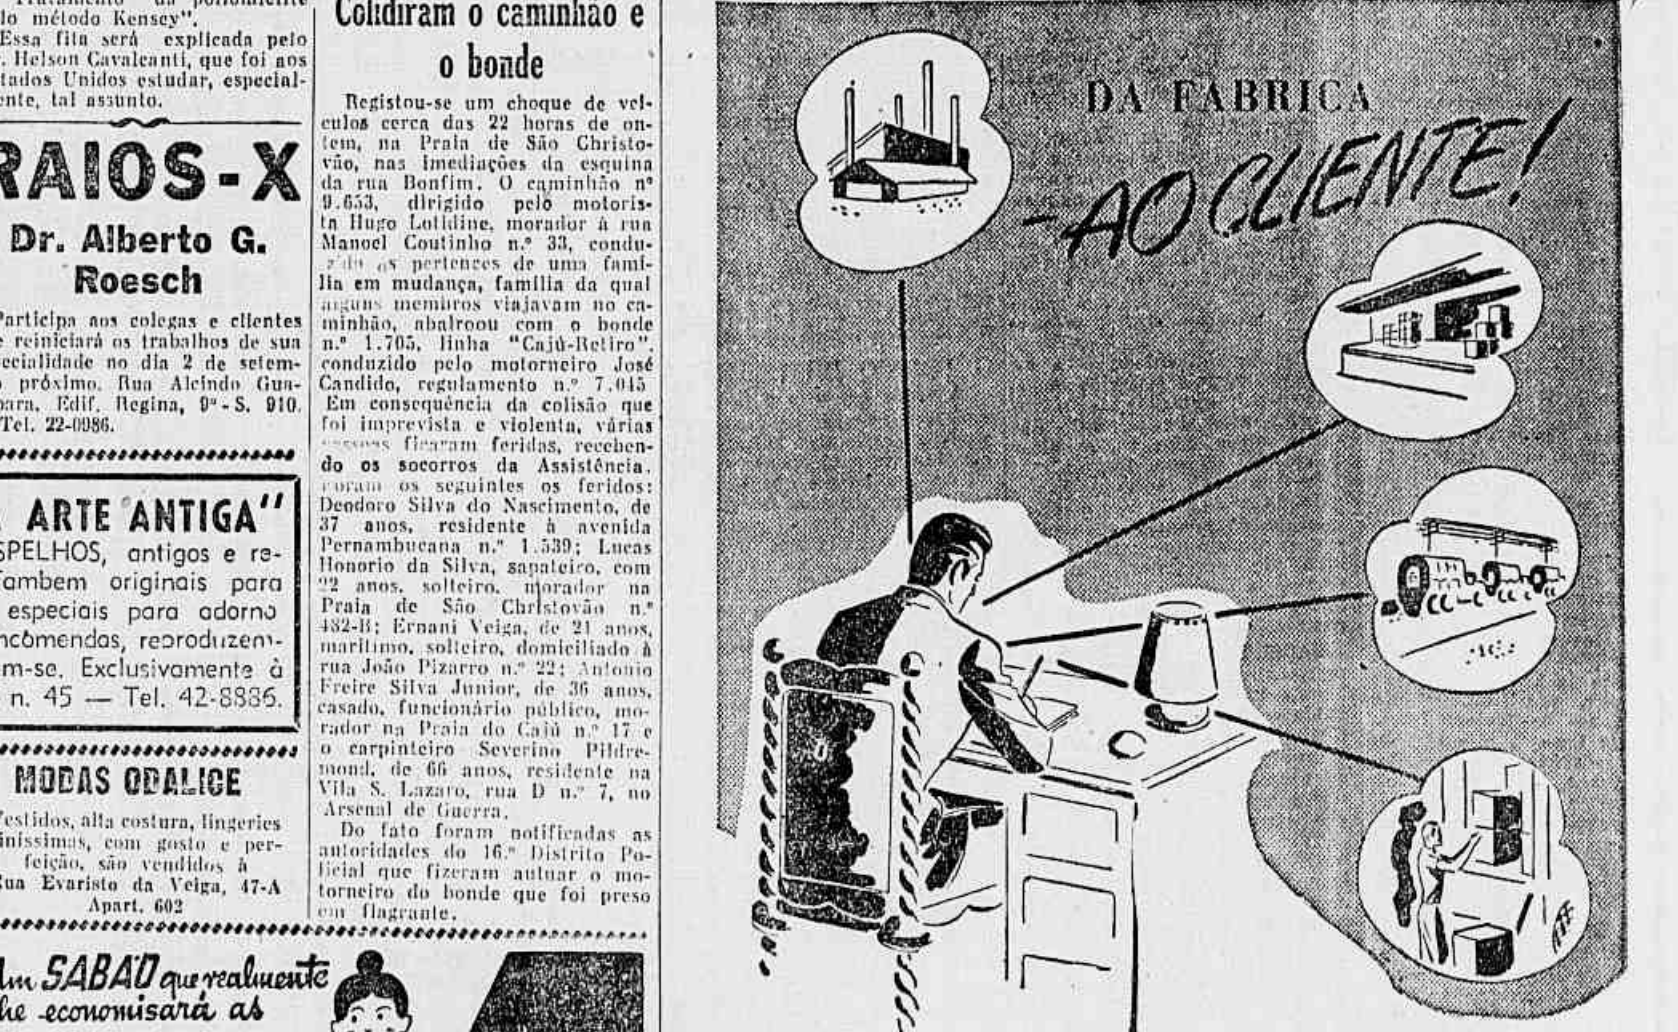 lo método Kensey".
Essa fita será explicada pelo
r. Helson Cavalcanti, que foi aos
tados Unidos estudar, especial-
ente, tal assunto.
RAIOS-X
Dr. Alberto G.
Roesch
Participa aos colegas e clientes
e reiniciará os trabalhos de sua
ecialidade no dia 2 de setem-
próximo. Rua Alcindo Gua-
bara. Edif. Regina, 9º - S. 910.
Tel. 22-0986.
ARTE ANTIGA"
SPELHOS, antigos e re-
Tambem originais para
especiais para adorno
ncômendas, reproduzem-
m-se. Exclusivamente à
n. 45 — Tel. 42-8886.
MODAS ODALICE
Vestidos, alta costura, lingeries
iníssimas, com gosto e per-
feição, são vendidos à
Rua Evaristo da Veiga, 47-A
Apart. 602
Um SABÃO que realmente
lhe economisará as
Colidiram o caminhão e
o bonde
Registou-se um choque de vei-
culos cerca das 22 horas de on-
tem, na Praia de São Christo-
vão, nas imediações da esquina
da rua Bonfim. O caminhão nº
9.653, dirigido pelo motoris-
ta Hugo Lolidine, morador à rua
Manoel Coutinho n.º 33, condu-
os pertences de uma famí-
lia em mudança, família da qual
alguns membros viajavam no ca-
minhão, abalroou com o bonde
n.º 1.705, linha "Cajú-Retiro",
conduzido pelo motorneiro José
Candido, regulamento n.º 7.045
Em consequência da colisão que
foi imprevista e violenta, várias
pessoas ficaram feridas, receben-
do os socorros da Assistência.
Foram os seguintes os feridos:
Deodoro Silva do Nascimento, de
37 anos, residente à avenida
Pernambucana n.º 1.539; Lucas
Honorio da Silva, sapateiro, com
22 anos, solteiro, morador na
Praia de São Christovão n.º
482-B; Ernani Veiga, de 21 anos,
marítimo, solteiro, domiciliado à
rua João Pizarro n.º 22; Antonio
Freire Silva Junior, de 36 anos,
casado, funcionário público, mo-
rador na Praia do Cajú n.º 17 e
o carpinteiro Severino Pildre-
mond, de 66 anos, residente na
Vila S. Lazaro, rua D n.º 7, no
Arsenal de Guerra.
Do fato foram notificadas as
autoridades do 16.º Distrito Po-
licial que fizeram autuar o mo-
torneiro do bonde que foi preso
em flagrante.
DA FABRICA
-AO CLIENTE!